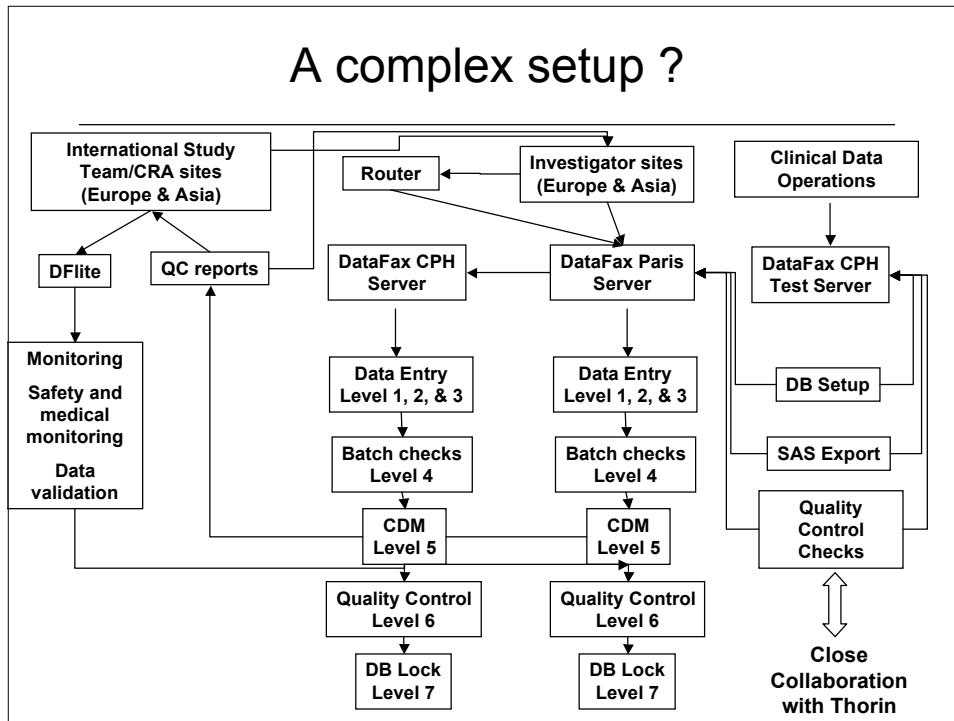 A complex setup ?
International Study
Team/CRA sites
(Europe & Asia)
Router
Investigator sites
(Europe & Asia)
Clinical Data
Operations
DFlite
QC reports
DataFax CPH
Server
DataFax Paris
Server
DataFax CPH
Test Server
Monitoring
Safety and
medical
monitoring
Data
validation
Data Entry
Level 1, 2, & 3
Data Entry
Level 1, 2, & 3
DB Setup
Batch checks
Level 4
Batch checks
Level 4
SAS Export
CDM
Level 5
CDM
Level 5
Quality
Control
Checks
Quality Control
Level 6
Quality Control
Level 6
DB Lock
Level 7
DB Lock
Level 7
Close
Collaboration
with Thorin